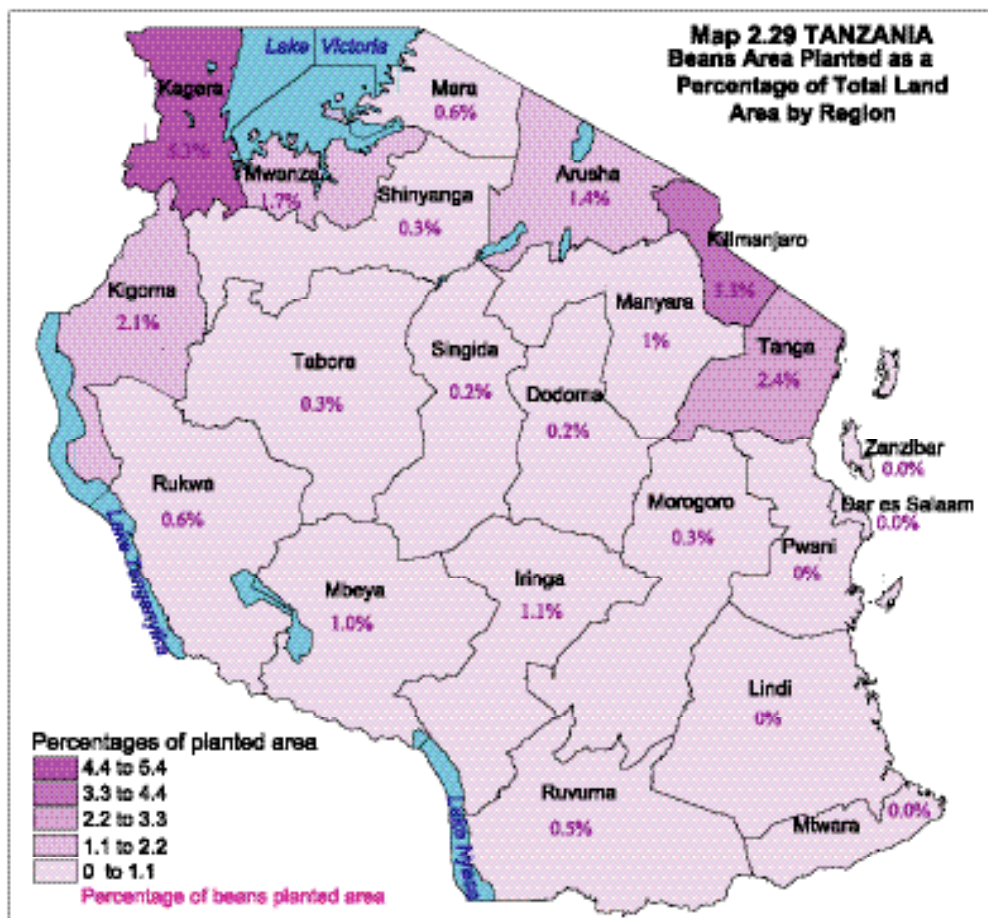 Map 2.29 TANZANIA
Beans Area Planted as a
Percentage of Total Land
Area by Region
Lake Victoria
Kagera
Mara
0.6%
Mwanza
1.7%
Shinyanga
0.3%
Arusha
1.4%
Kilimanjaro
3.3%
Kigoma
2.1%
Manyara
1%
Tanga
2.4%
Tabora
0.3%
Singida
0.2%
Dodoma
0.2%
Zanzibar
0.0%
Rukwa
0.6%
Morogoro
0.3%
Dar es Salaam
0.0%
Pwani
0%
Lake Tanganyika
Mbeya
1.0%
Iringa
1.1%
Lindi
0%
Ruvuma
0.5%
Mtwara
0.0%
Lake Nyasa
Percentages of planted area
4.4 to 5.4
3.3 to 4.4
2.2 to 3.3
1.1 to 2.2
0 to 1.1
Percentage of beans planted area